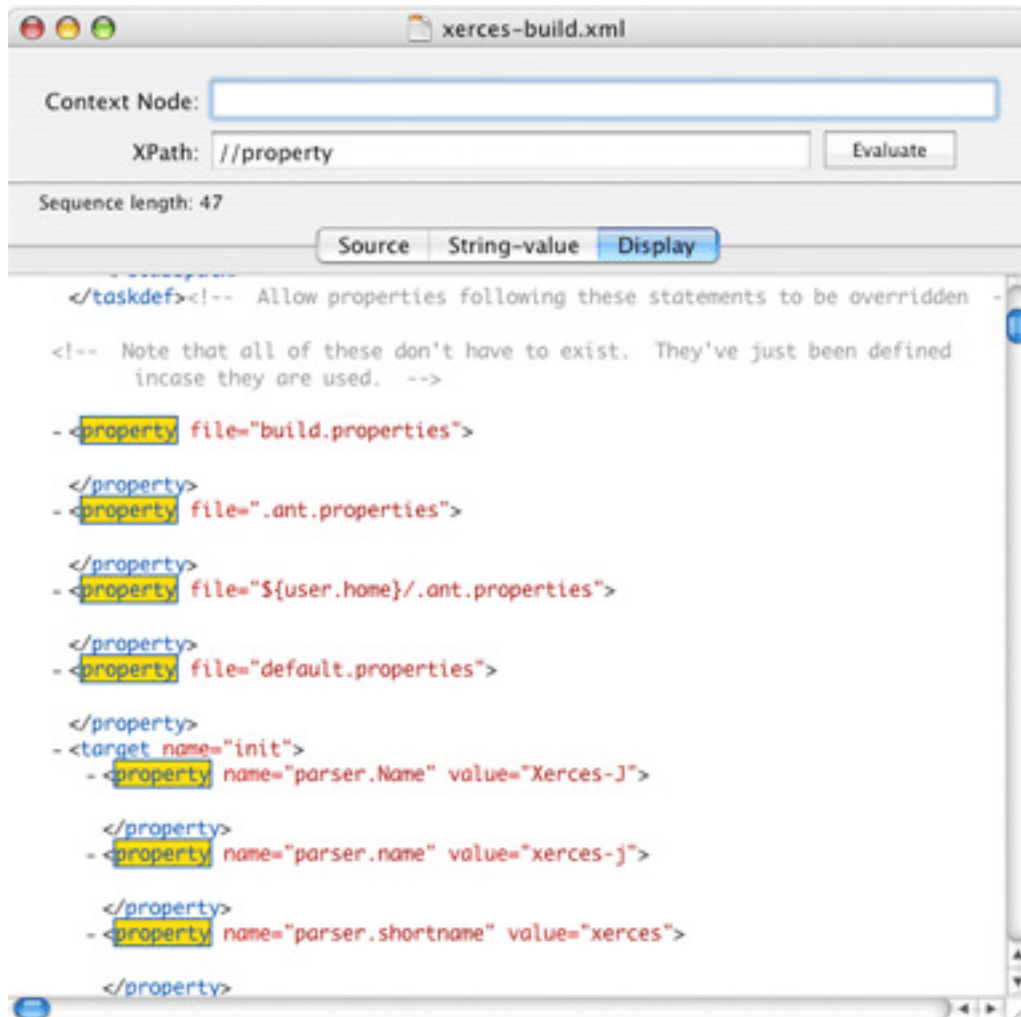 xerces-build.xml
Context Node:
XPath: //property Evaluate
Sequence length: 47
Source String-value Display
</taskdef><!-- Allow properties following these statements to be overridden -
<!-- Note that all of these don't have to exist. They've just been defined
incase they are used. -->
- <property file="build.properties">
</property>
- <property file=".ant.properties">
</property>
- <property file="${user.home}/.ant.properties">
</property>
- <property file="default.properties">
</property>
- <target name="init">
- <property name="parser.Name" value="Xerces-J">
</property>
- <property name="parser.name" value="xerces-j">
</property>
- <property name="parser.shortname" value="xerces">
</property>